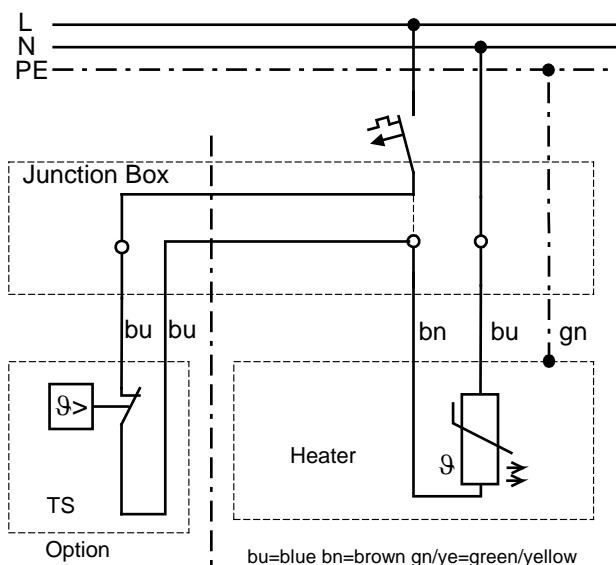 L
N
PE
Junction Box
bu bu bn bu gn
ϑ>
Heater
ϑ
TS
Option
bu=blue bn=brown gn/ye=green/yellow